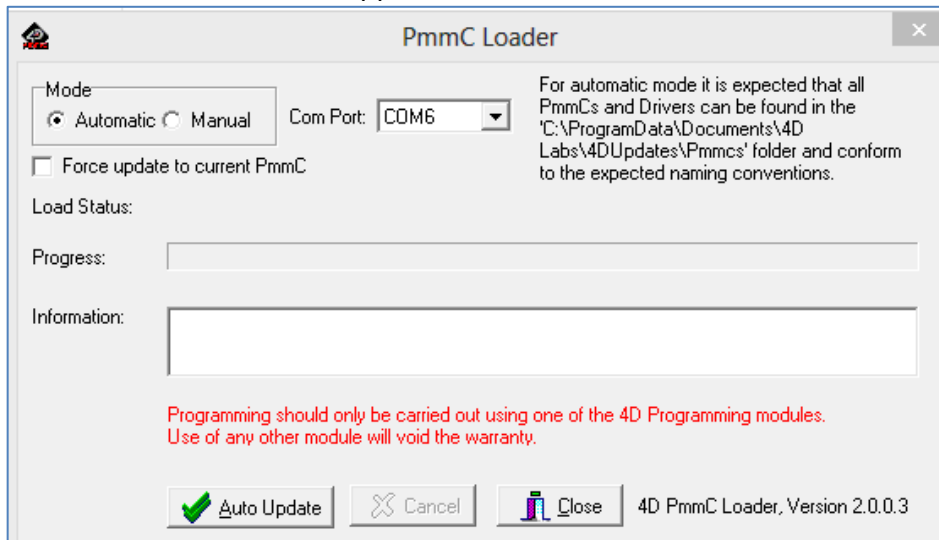 PmmC Loader
Mode
Automatic Manual
Com Port: COM6
For automatic mode it is expected that all
PmmCs and Drivers can be found in the
'C:\ProgramData\Documents\4D
Labs\4DUpdates\Pmmcs' folder and conform
to the expected naming conventions.
Force update to current PmmC
Load Status:
Progress:
Information:
Programming should only be carried out using one of the 4D Programming modules.
Use of any other module will void the warranty.
Auto Update Cancel Close 4D PmmC Loader, Version 2.0.0.3